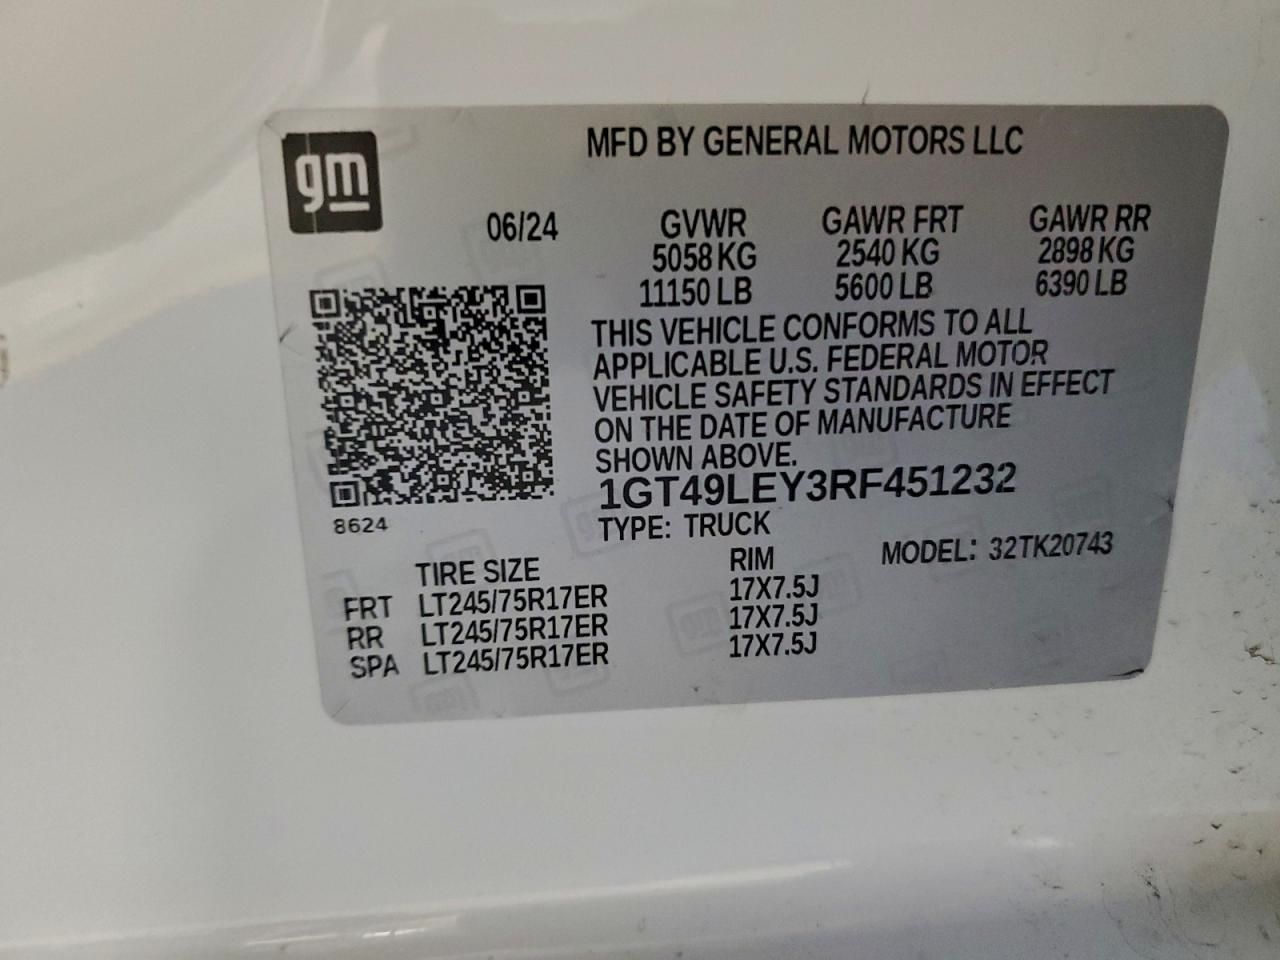 gm
MFD BY GENERAL MOTORS LLC
06/24 GVWR GAWR FRT GAWR RR
5058 KG 2540 KG 2898 KG
11150 LB 5600 LB 6390 LB
THIS VEHICLE CONFORMS TO ALL
APPLICABLE U.S. FEDERAL MOTOR
VEHICLE SAFETY STANDARDS IN EFFECT
ON THE DATE OF MANUFACTURE
SHOWN ABOVE.
1GT49LEY3RF451232
8624
TYPE: TRUCK
MODEL: 32TK20743
TIRE SIZE RIM
FRT LT245/75R17ER 17X7.5J
RR LT245/75R17ER 17X7.5J
SPA LT245/75R17ER 17X7.5J